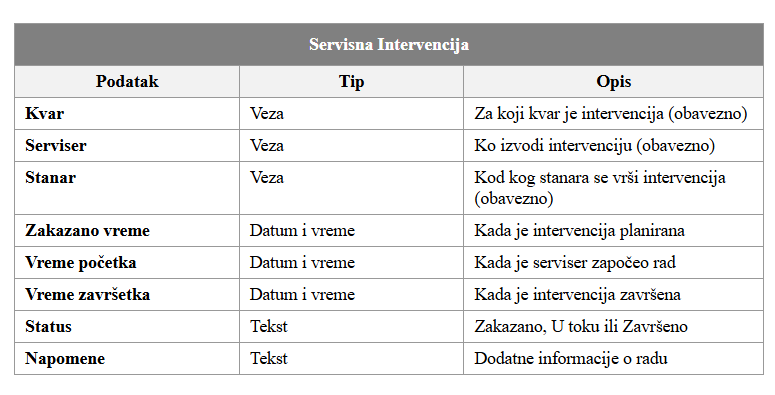 Servisna Intervencija
Podatak Tip Opis
Kvar Veza Za koji kvar je intervencija (obavezno)
Serviser Veza Ko izvodi intervenciju (obavezno)
Stanar Veza Kod kog stanara se vrši intervencija
(obavezno)
Zakazano vreme Datum i vreme Kada je intervencija planirana
Vreme početka Datum i vreme Kada je serviser započeo rad
Vreme završetka Datum i vreme Kada je intervencija završena
Status Tekst Zakazano, U toku ili Završeno
Napomene Tekst Dodatne informacije o radu